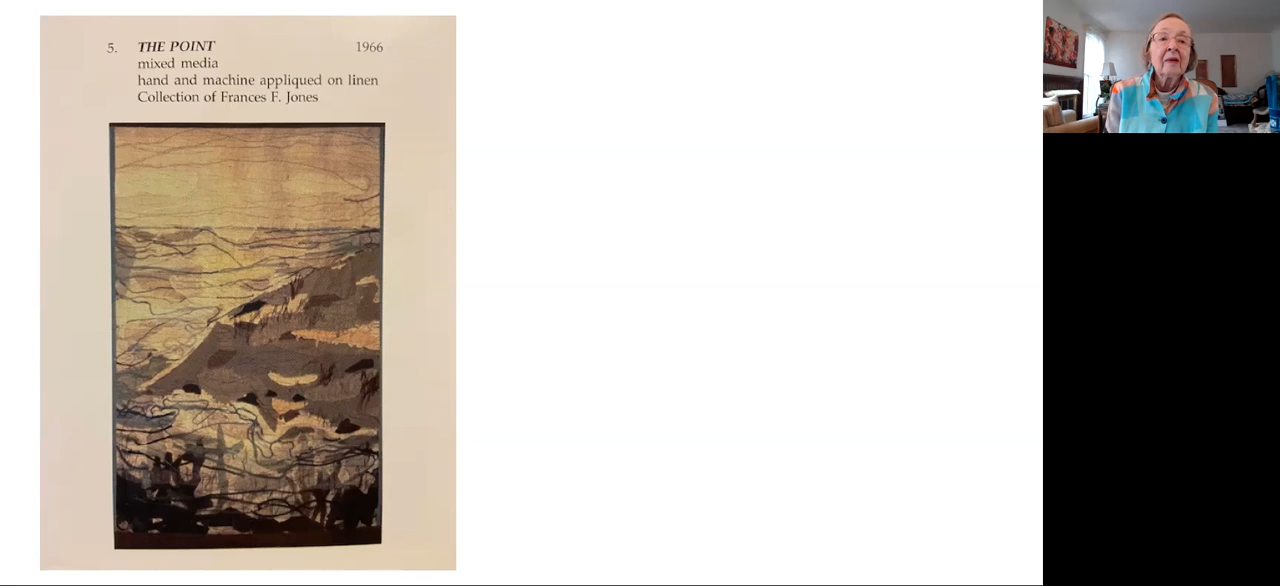 5. THE POINT 1966
mixed media
hand and machine appliqued on linen
Collection of Frances F. Jones